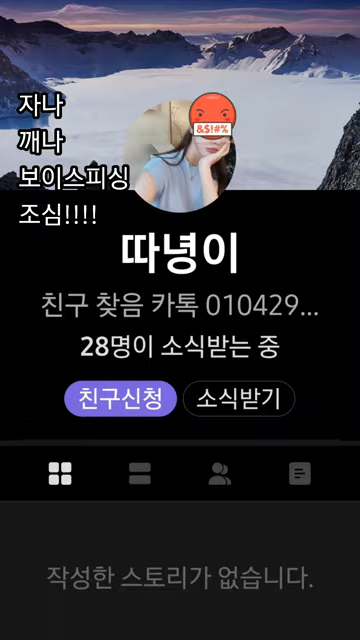 자나
깨나
보이스피싱
조심!!!!
&$!#%
따녕이
친구 찾음 카톡 010429...
28명이 소식받는 중
친구신청
소식받기
작성한 스토리가 없습니다.